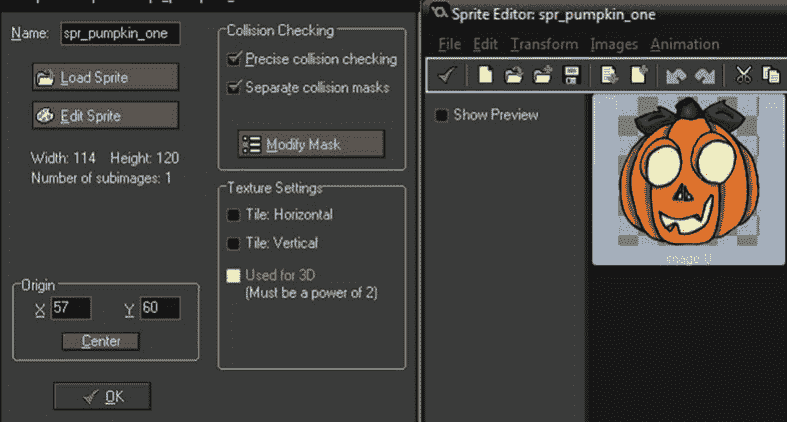 Name: spr_pumpkin_one
Load Sprite
Edit Sprite
Width: 114 Height: 120
Number of subimages: 1
Origin
X 57 Y 60
Center
OK
Collision Checking
Precise collision checking
Separate collision masks
Modify Mask
Texture Settings
Tile: Horizontal
Tile: Vertical
Used for 3D
(Must be a power of 2)
Sprite Editor: spr_pumpkin_one
File Edit Transform Images Animation
Show Preview
image 0